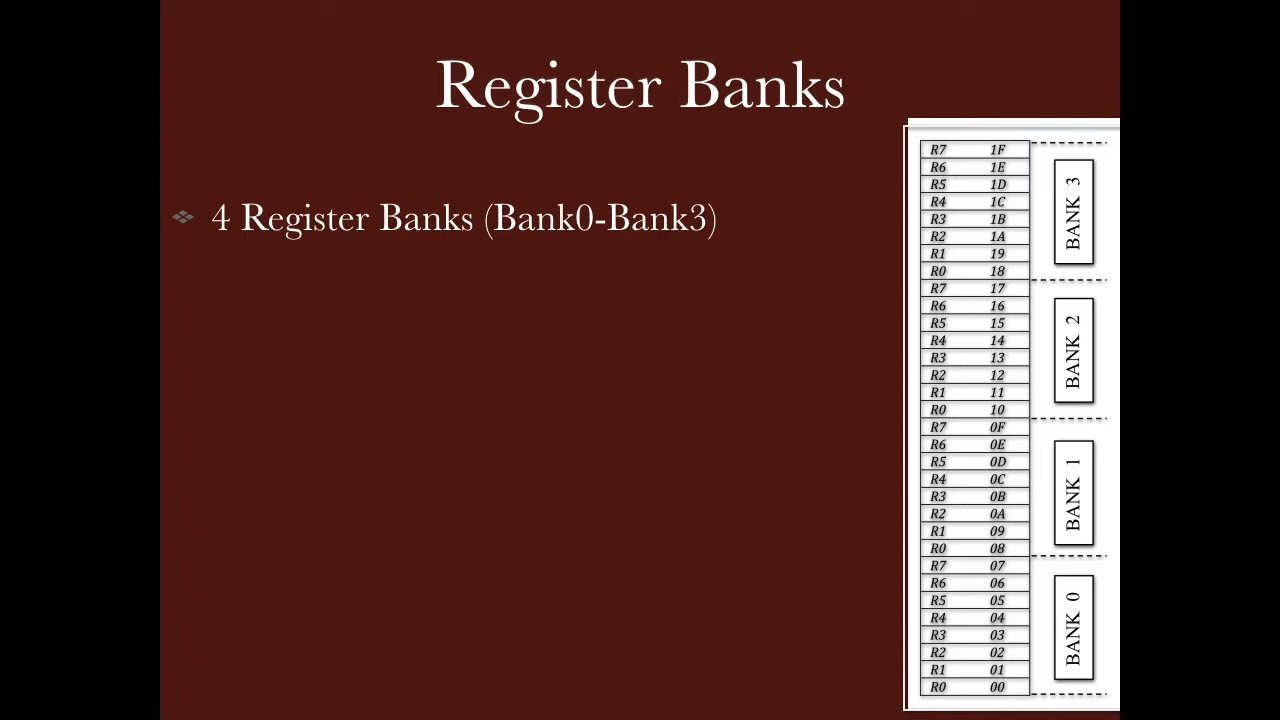 Register Banks
4 Register Banks (Bank0-Bank3)
R7 1F
R6 1E
R5 1D
R4 1C
R3 1B
R2 1A
R1 19
R0 18
BANK 3
R7 17
R6 16
R5 15
R4 14
R3 13
R2 12
R1 11
R0 10
BANK 2
R7 0F
R6 0E
R5 0D
R4 0C
R3 0B
R2 0A
R1 09
R0 08
BANK 1
R7 07
R6 06
R5 05
R4 04
R3 03
R2 02
R1 01
R0 00
BANK 0